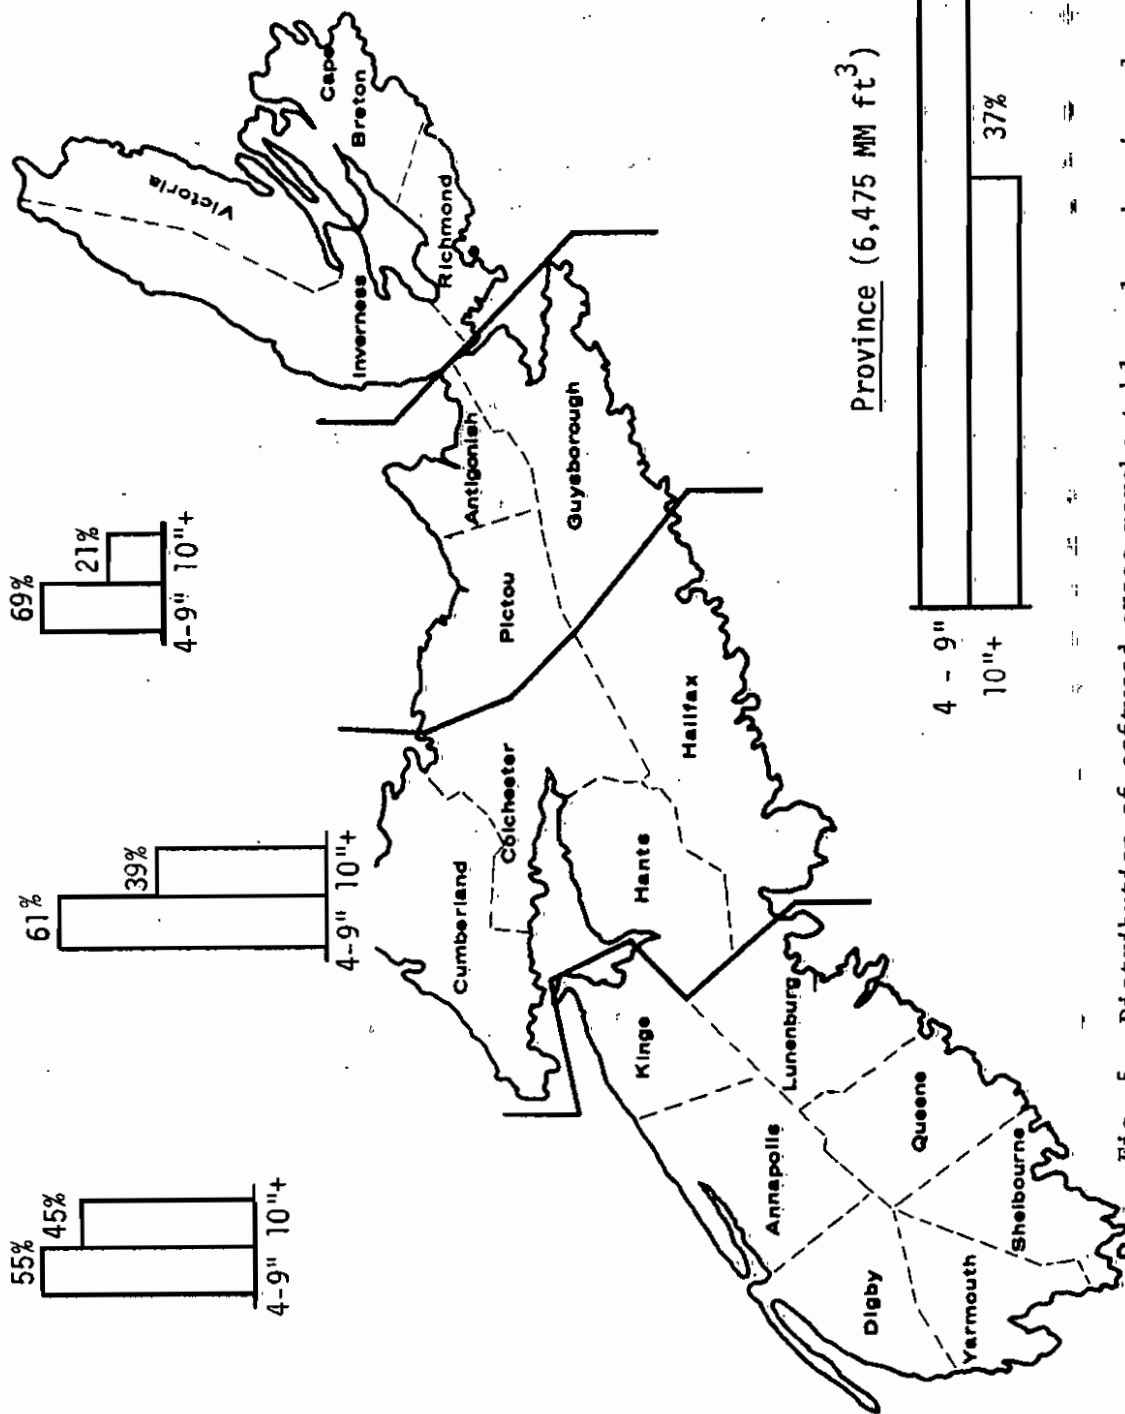 55%
45%
4-9" 10"+
61%
39%
4-9" 10"+
69%
21%
4-9" 10"+
Victoria
Cape
Breton
Inverness
Richmond
Antigonish
Guysborough
Pictou
Colchester
Cumberland
Halifax
Hants
Kings
Lunenburg
Annapolis
Queens
Digby
Shelbourne
Yarmouth
Province (6,475 MM ft³)
4 - 9"
10"+
37%
Fig. 5. Distribution of softwood